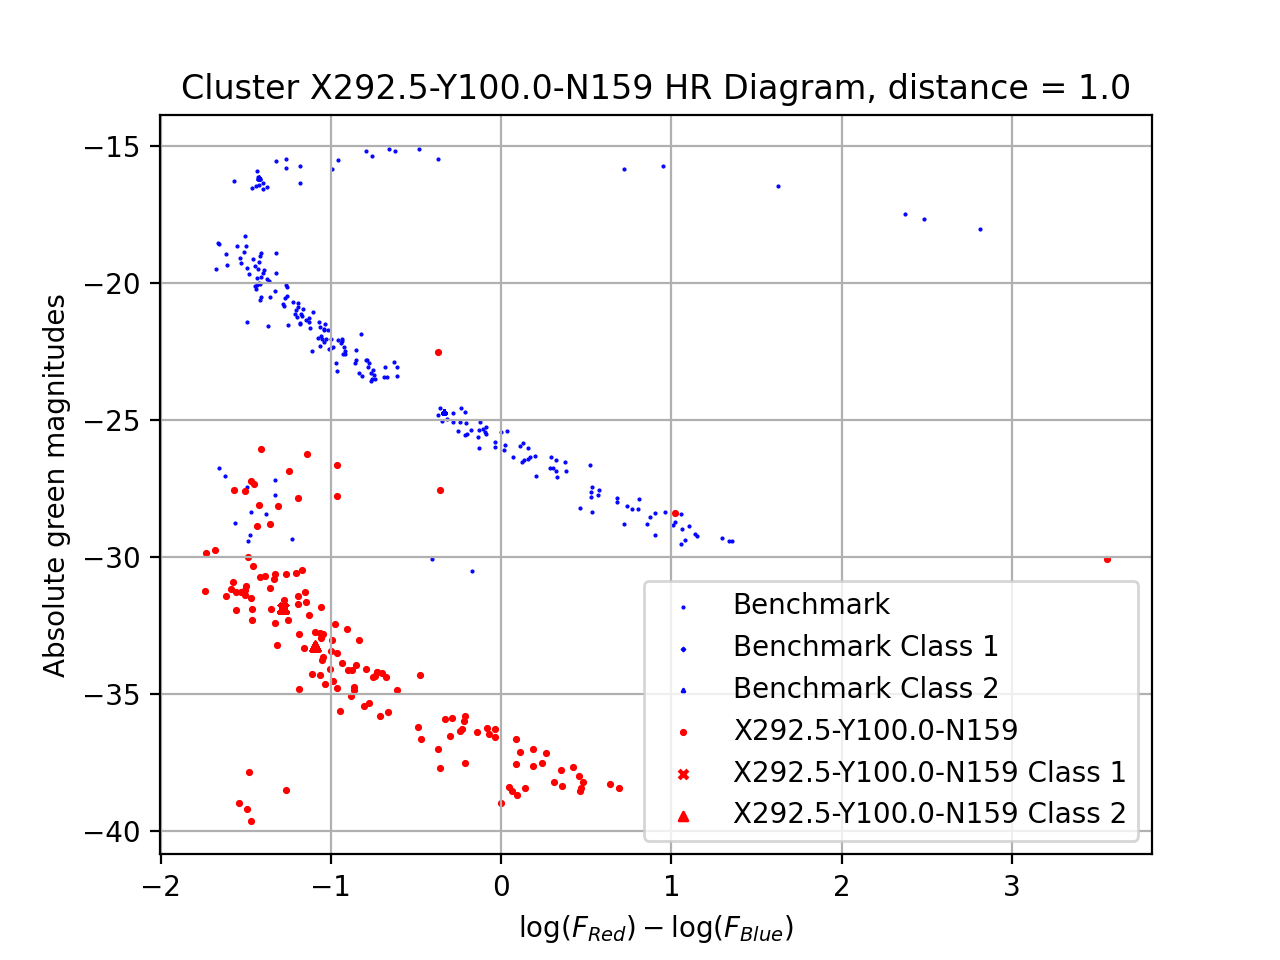 Cluster X292.5-Y100.0-N159 HR Diagram, distance = 1.0
Absolute green magnitudes
−15
−20
−25
−30
−35
−40
Benchmark
Benchmark Class 1
Benchmark Class 2
X292.5-Y100.0-N159
X292.5-Y100.0-N159 Class 1
X292.5-Y100.0-N159 Class 2
−2 −1 0 1 2 3
log(F_Red) − log(F_Blue)